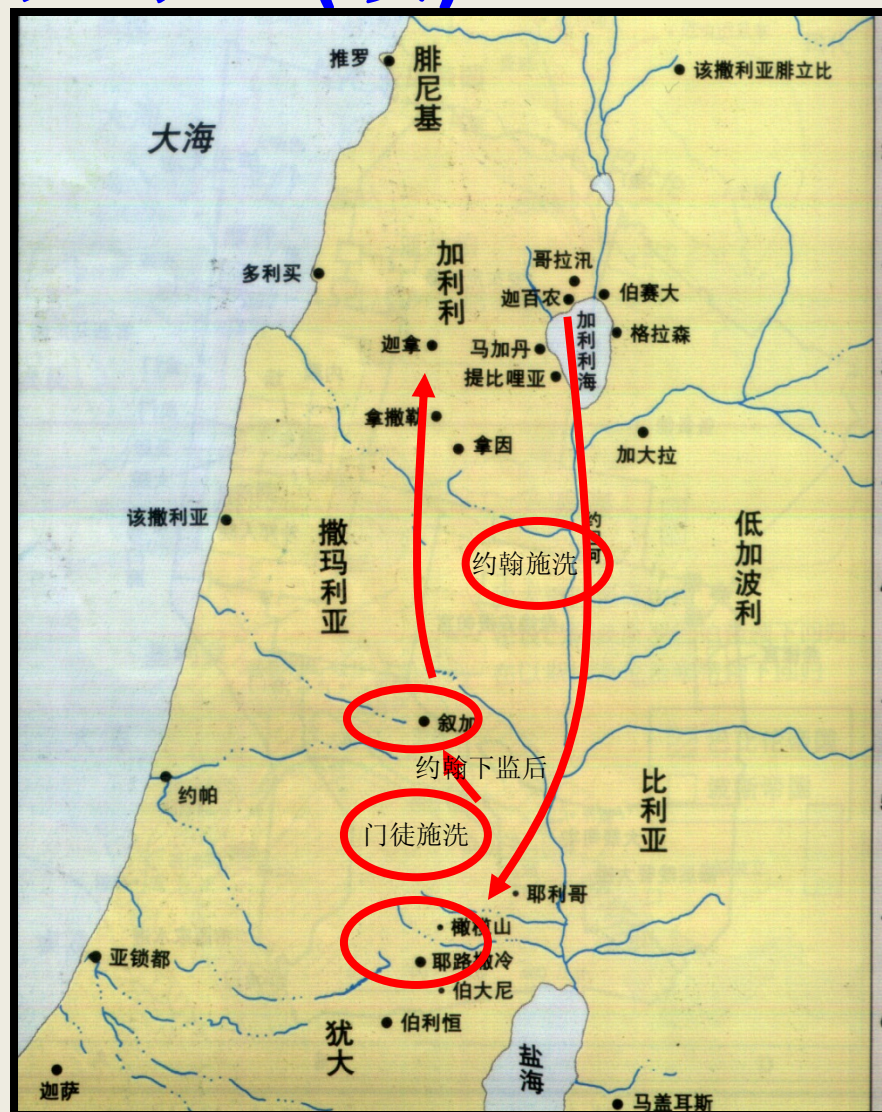 推罗
腓尼基
该撒利亚腓立比
大海
加利利
哥拉汛
多利买
迦百农
伯赛大
加利利海
格拉森
迦拿
马加丹
提比哩亚
拿撒勒
拿因
加大拉
该撒利亚
撒玛利亚
低加波利
约翰施洗
叙加
约翰下监后
约帕
比利亚
门徒施洗
耶利哥
橄榄山
亚锁都
耶路撒冷
伯大尼
伯利恒
犹大
盐海
迦萨
马盖耳斯